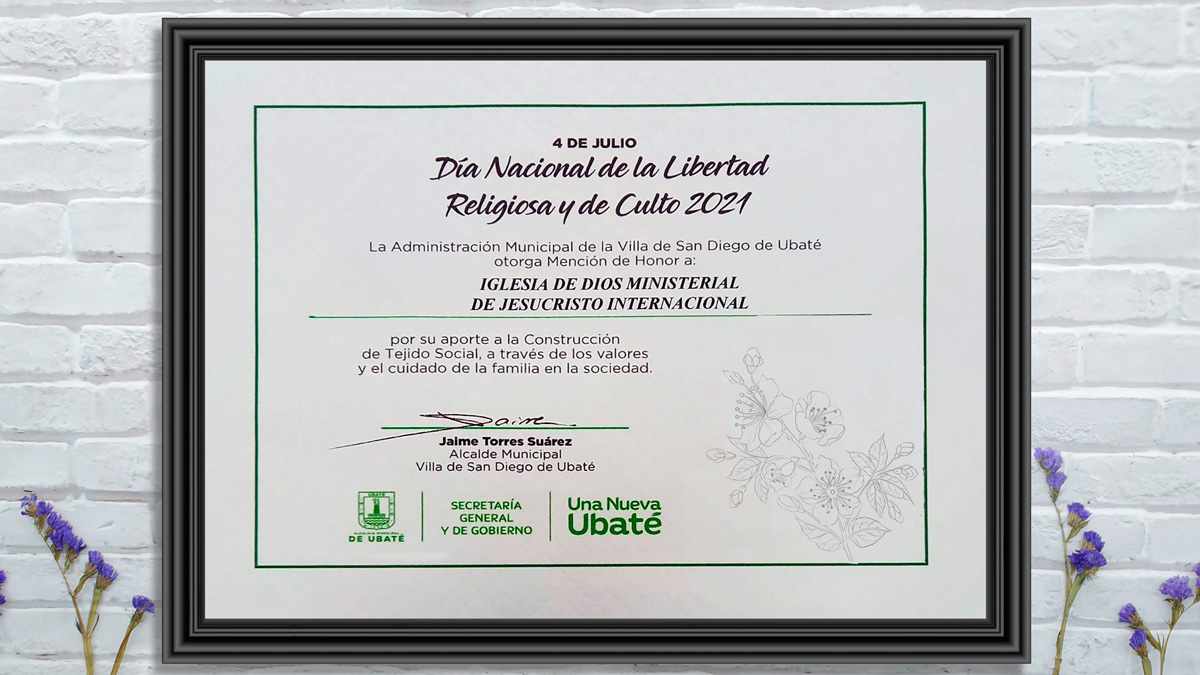 4 DE JULIO
Día Nacional de la Libertad
Religiosa y de Culto 2021
La Administración Municipal de la Villa de San Diego de Ubaté
otorga Mención de Honor a:
IGLESIA DE DIOS MINISTERIAL
DE JESUCRISTO INTERNACIONAL
por su aporte a la Construcción
de Tejido Social, a través de los valores
y el cuidado de la familia en la sociedad.
Jaime
Jaime Torres Suárez
Alcalde Municipal
Villa de San Diego de Ubaté
UBATÉ
DE UBATÉ
SECRETARÍA
GENERAL
Y DE GOBIERNO
Una Nueva
Ubaté